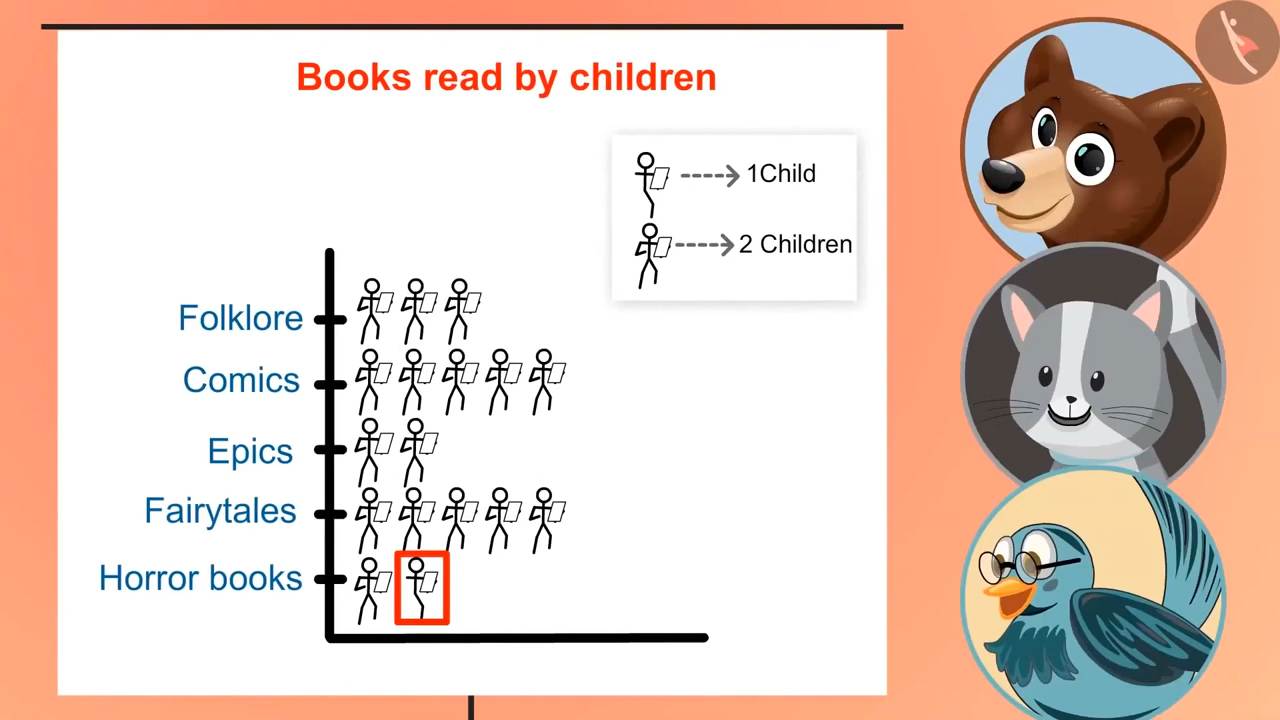 Books read by children
1Child
2 Children
Folklore
Comics
Epics
Fairytales
Horror books